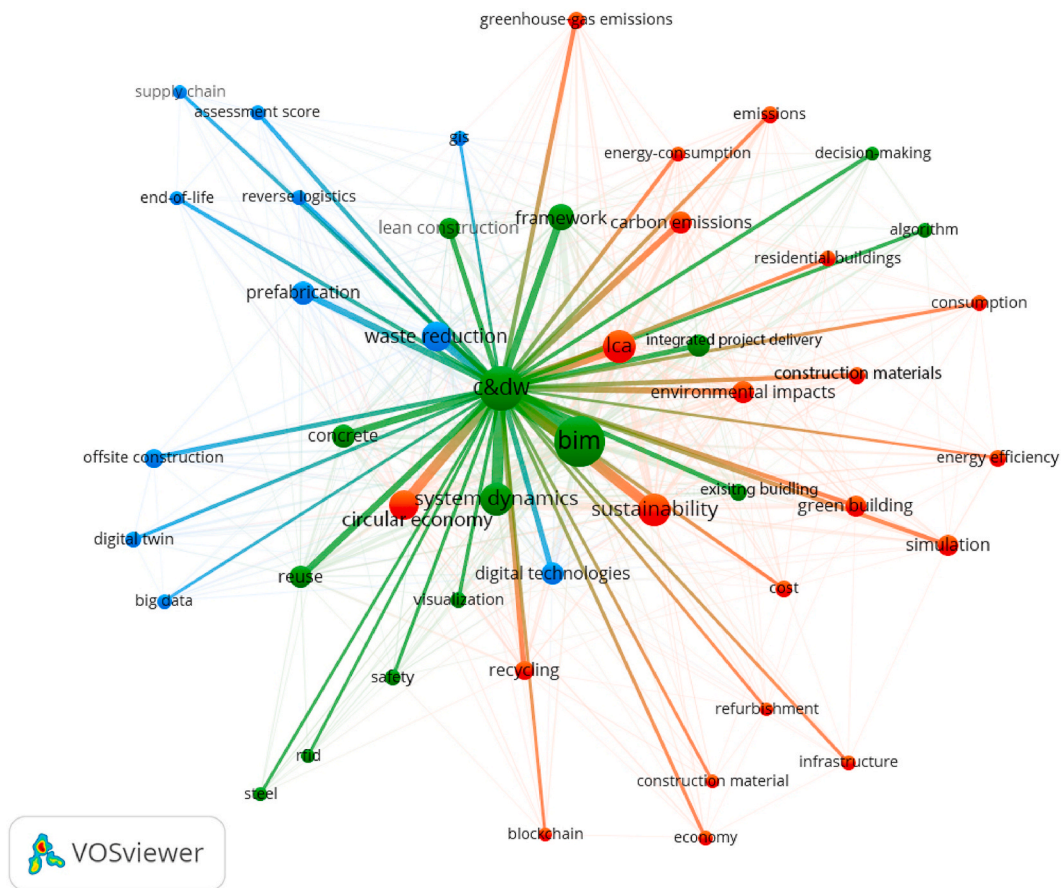 greenhouse-gas emissions
supply chain
assessment score
emissions
gis
energy-consumption
decision-making
end-of-life
reverse logistics
framework
lean construction
carbon emissions
algorithm
residential buildings
prefabrication
consumption
waste reduction
lca
integrated project delivery
construction materials
c&dw
environmental impacts
concrete
bim
offsite construction
energy efficiency
exisitng buidling
system dynamics
green building
sustainability
circular economy
digital twin
simulation
reuse
digital technologies
cost
big data
visualization
recycling
safety
refurbishment
rfid
infrastructure
construction material
steel
blockchain
economy
VOSviewer